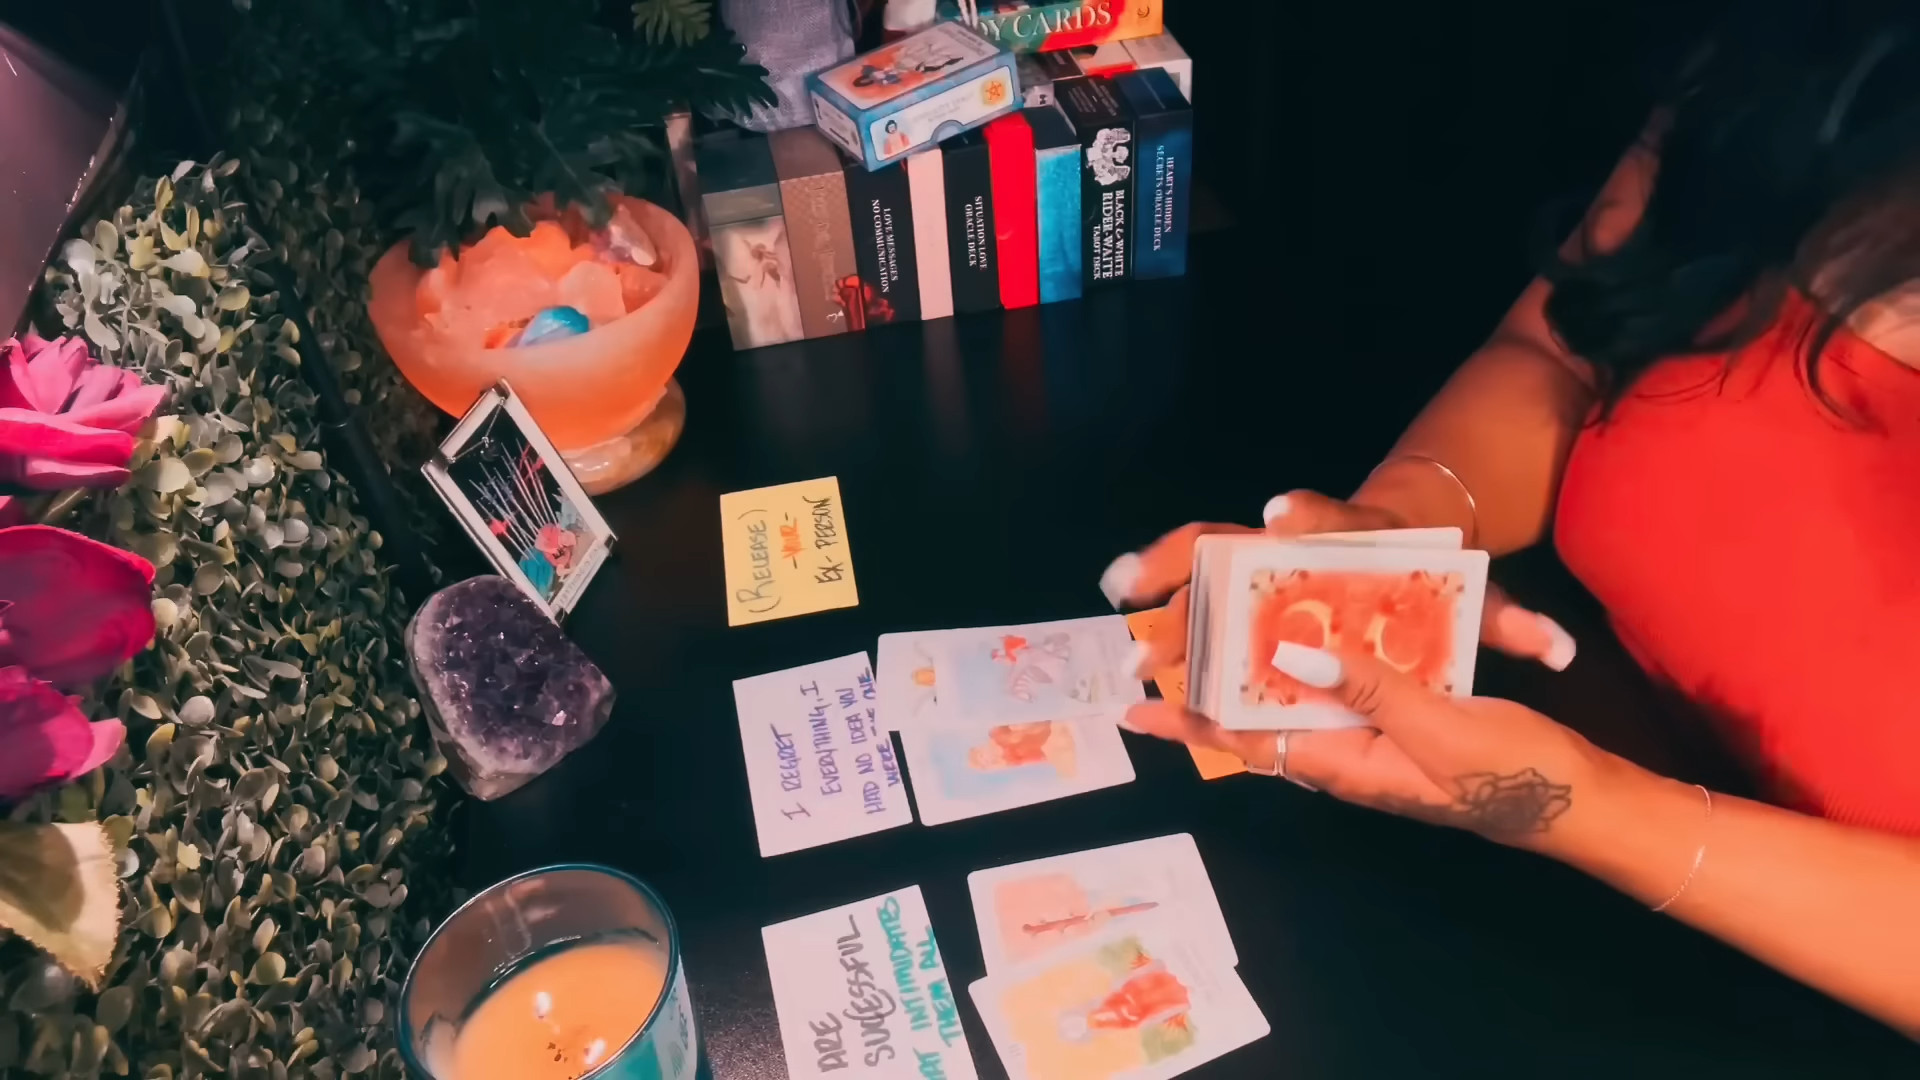 DY CARDS
LOVE MESSAGES
NO COMMUNICATION
SITUATION LOVE
ORACLE DECK
BLACK & WHITE
RIDER-WAITE
TAROT DECK
HEART'S HIDDEN
SECRETS ORACLE DECK
(RELEASE)
-YOUR-
EX-PERSON
I REGRET
EVERYTHING, I
HAD NO IDEA YOU
WERE THE ONE
ARE
SUCCESSFUL
AT INTIMIDATES
THEM ALL